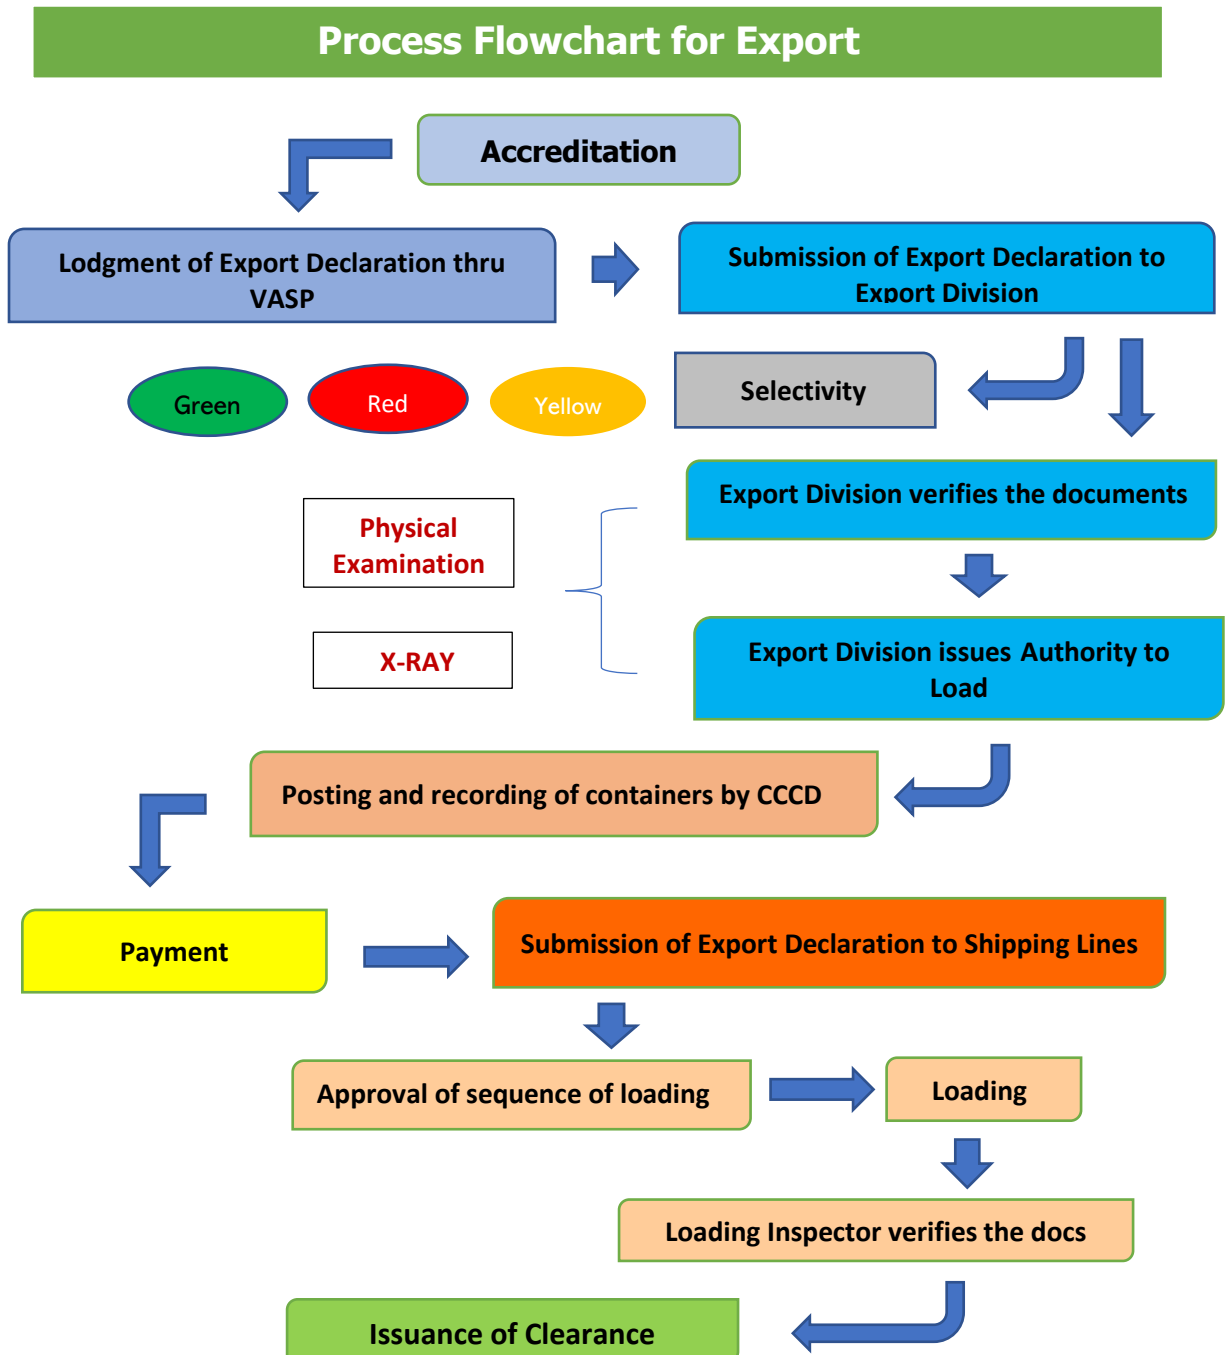 Process Flowchart for Export
Accreditation
Lodgment of Export Declaration thru
VASP
Submission of Export Declaration to
Export Division
Green
Red
Yellow
Selectivity
Export Division verifies the documents
Physical
Examination
X-RAY
Export Division issues Authority to
Load
Posting and recording of containers by CCCD
Payment
Submission of Export Declaration to Shipping Lines
Approval of sequence of loading
Loading
Loading Inspector verifies the docs
Issuance of Clearance